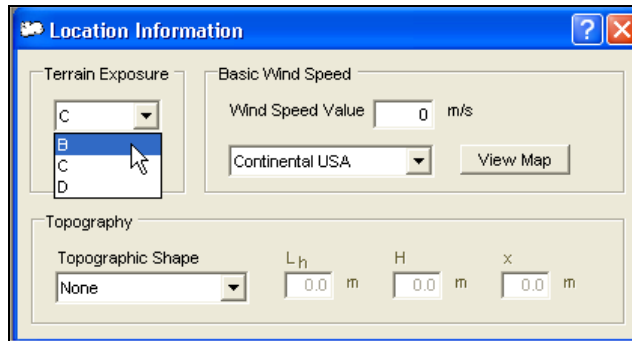 Location Information
Terrain Exposure
C
B
C
D
Basic Wind Speed
Wind Speed Value 0 m/s
Continental USA View Map
Topography
Topographic Shape Lh H x
None 0.0 m 0.0 m 0.0 m